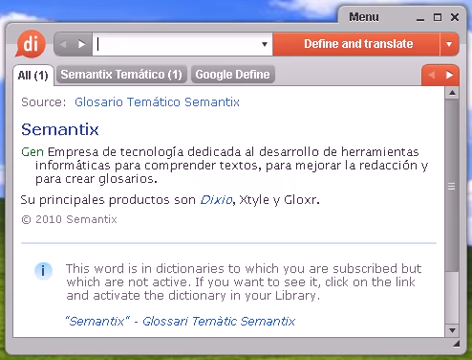 Menu
di
Define and translate
All (1)
Semantix Temático (1)
Google Define
Source: Glosario Temático Semantix
Semantix
Gen Empresa de tecnología dedicada al desarrollo de herramientas
informáticas para comprender textos, para mejorar la redacción y
para crear glosarios.
Su principales productos son Dixio, Xtyle y Gloxr.
© 2010 Semantix
i
This word is in dictionaries to which you are subscribed but
which are not active. If you want to see it, click on the link
and activate the dictionary in your Library.
"Semantix" - Glossari Temàtic Semantix